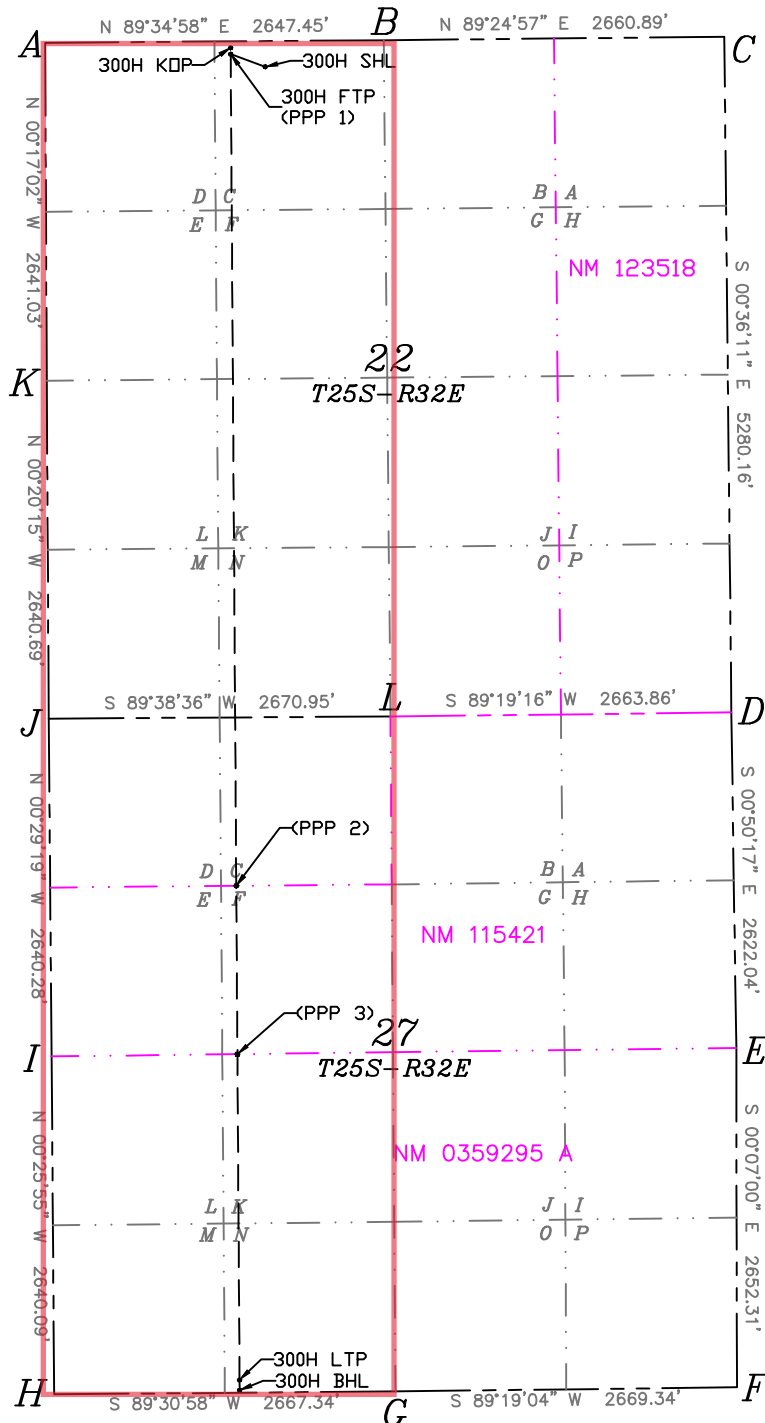 N 89°34'58" E 2647.45'
B
N 89°24'57" E 2660.89'
A
C
300H KOP
300H SHL
300H FTP
(PPP 1)
N 00°17'02" W 2641.03'
D C
E F
B A
G H
NM 123518
S 00°36'11" E 5280.16'
22
T25S-R32E
K
N 00°20'15" W 2640.69'
L K
M N
J I
O P
S 89°38'36" W 2670.95'
L
S 89°19'16" W 2663.86'
J
D
N 00°29'19" W 2640.28'
(PPP 2)
S 00°50'17" E 2622.04'
D C
E F
B A
G H
NM 115421
(PPP 3)
27
T25S-R32E
I
E
N 00°25'55" W 2640.09'
NM 0359295 A
S 00°07'00" E 2652.31'
L K
M N
J I
O P
300H LTP
300H BHL
H
S 89°30'58" W 2667.34'
G
S 89°19'04" W 2669.34'
F